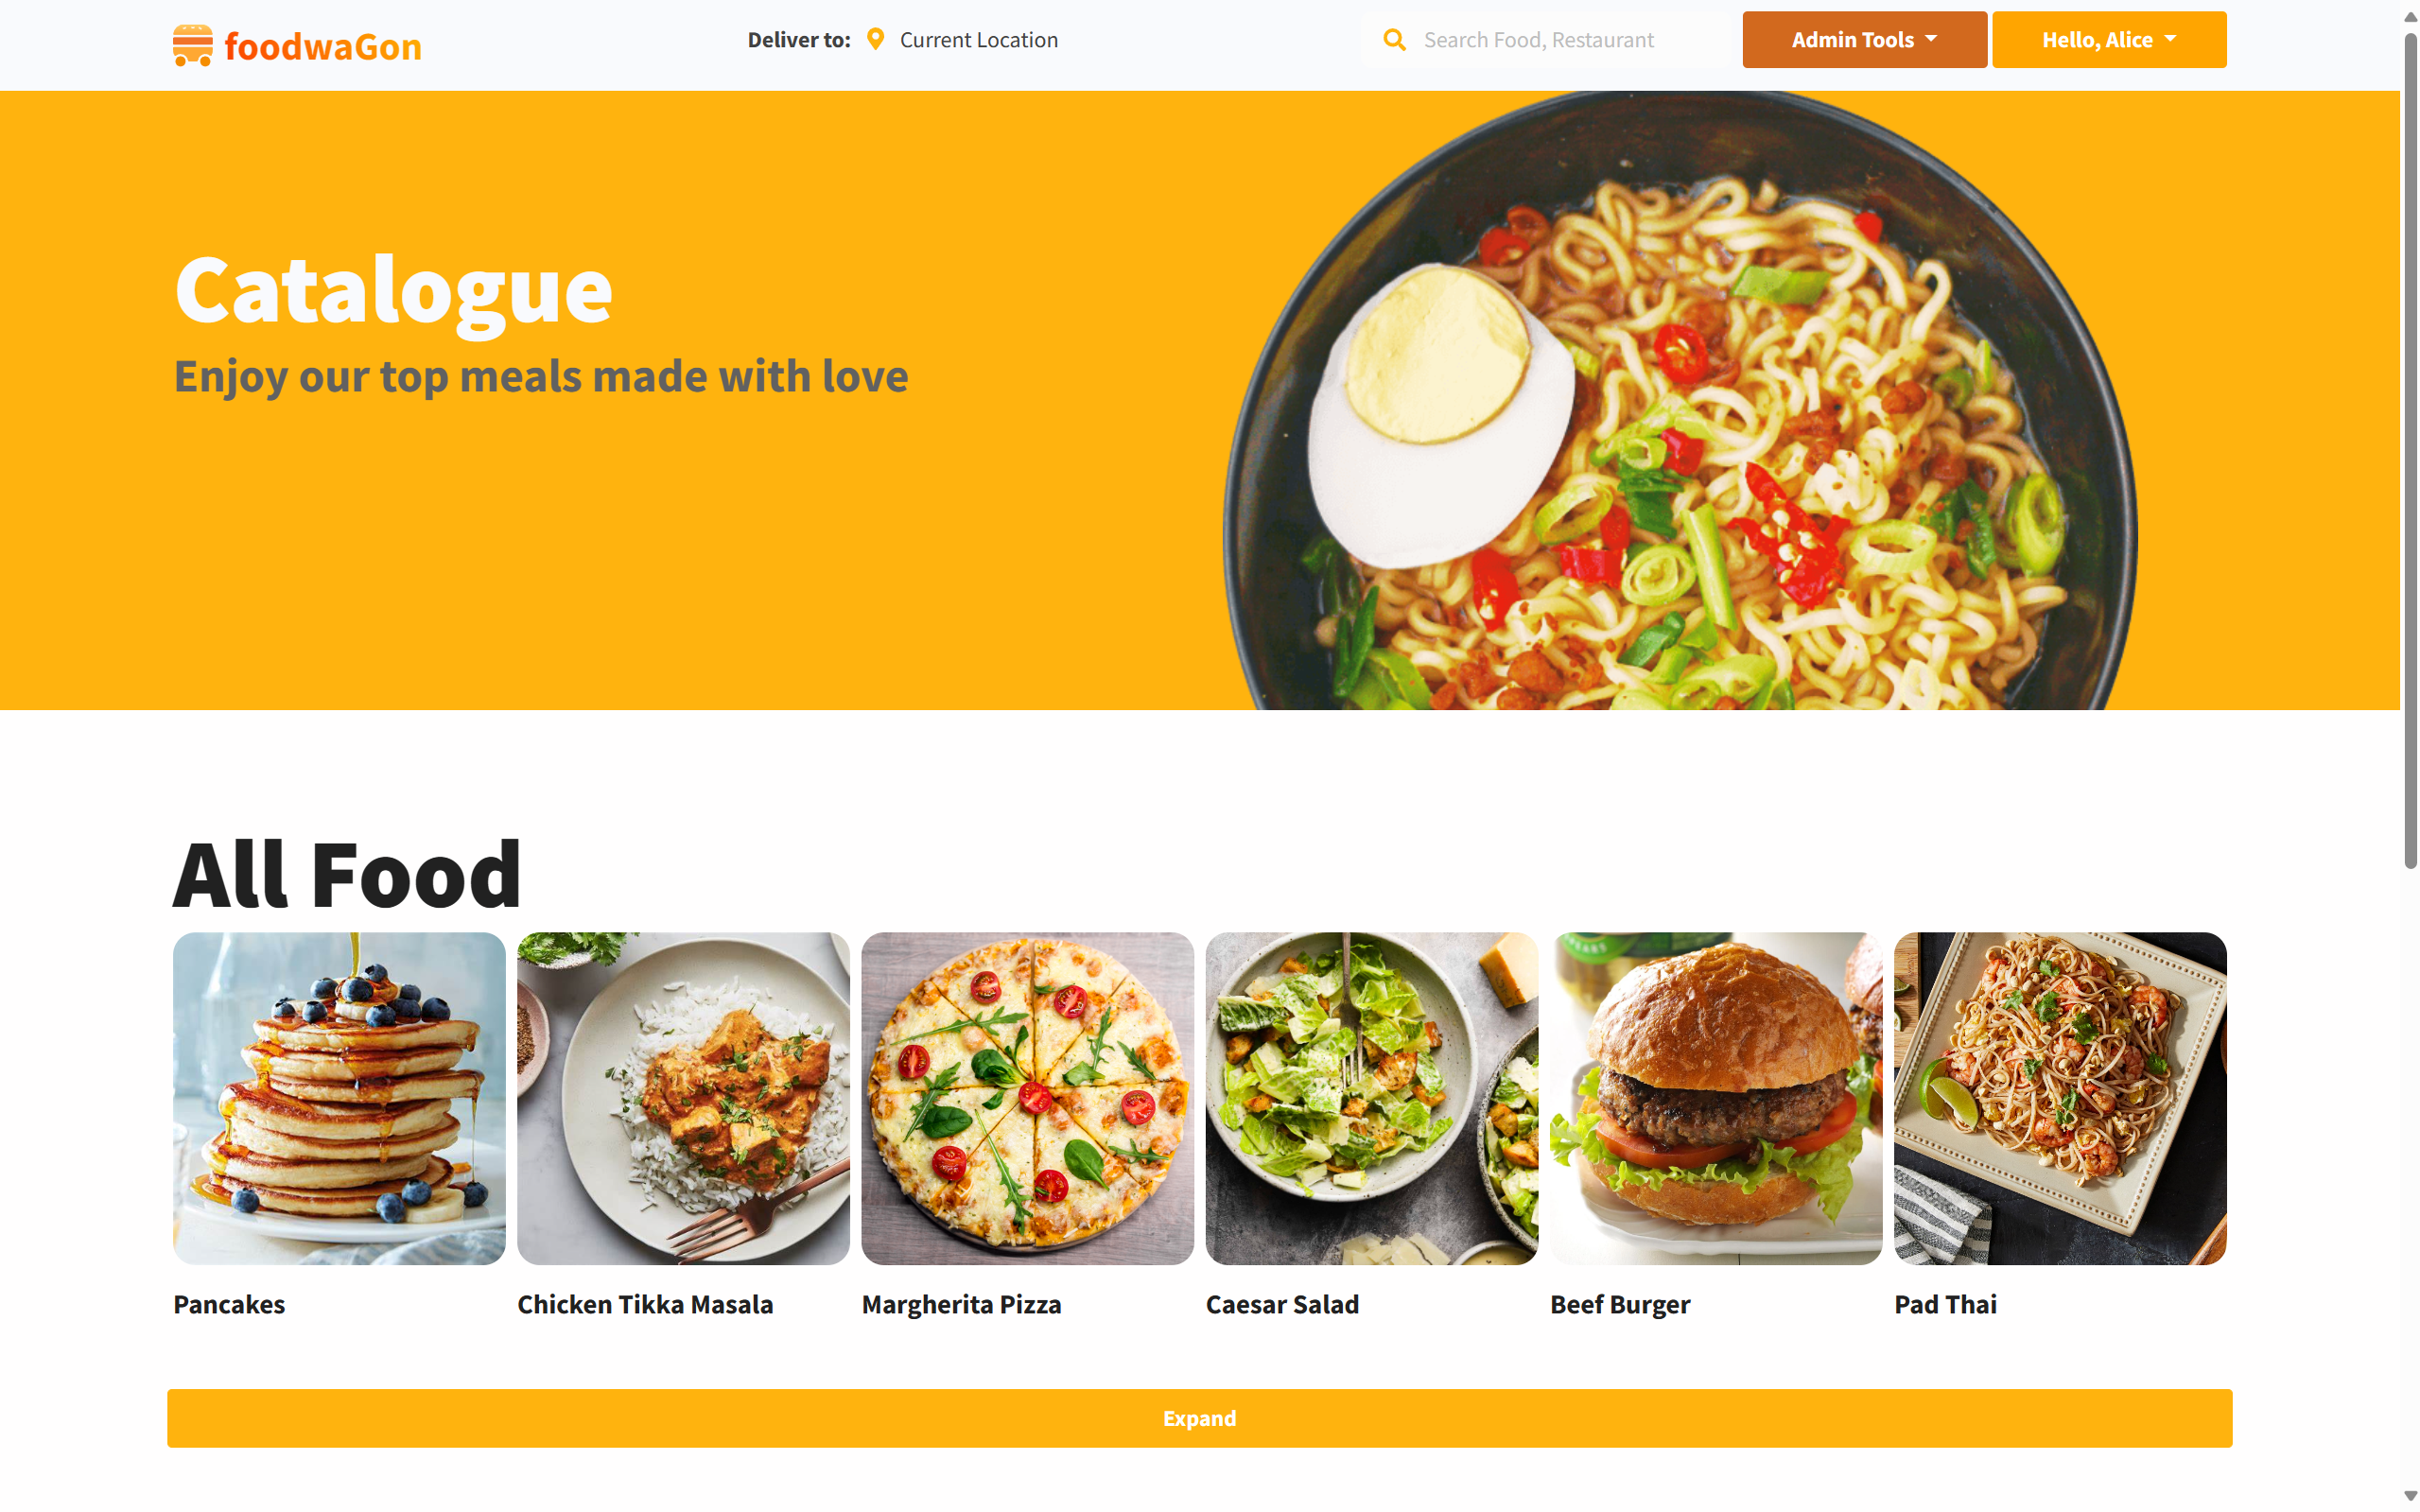 foodwaGon
Deliver to: Current Location
Search Food, Restaurant
Admin Tools
Hello, Alice
Catalogue
Enjoy our top meals made with love
All Food
Pancakes
Chicken Tikka Masala
Margherita Pizza
Caesar Salad
Beef Burger
Pad Thai
Expand